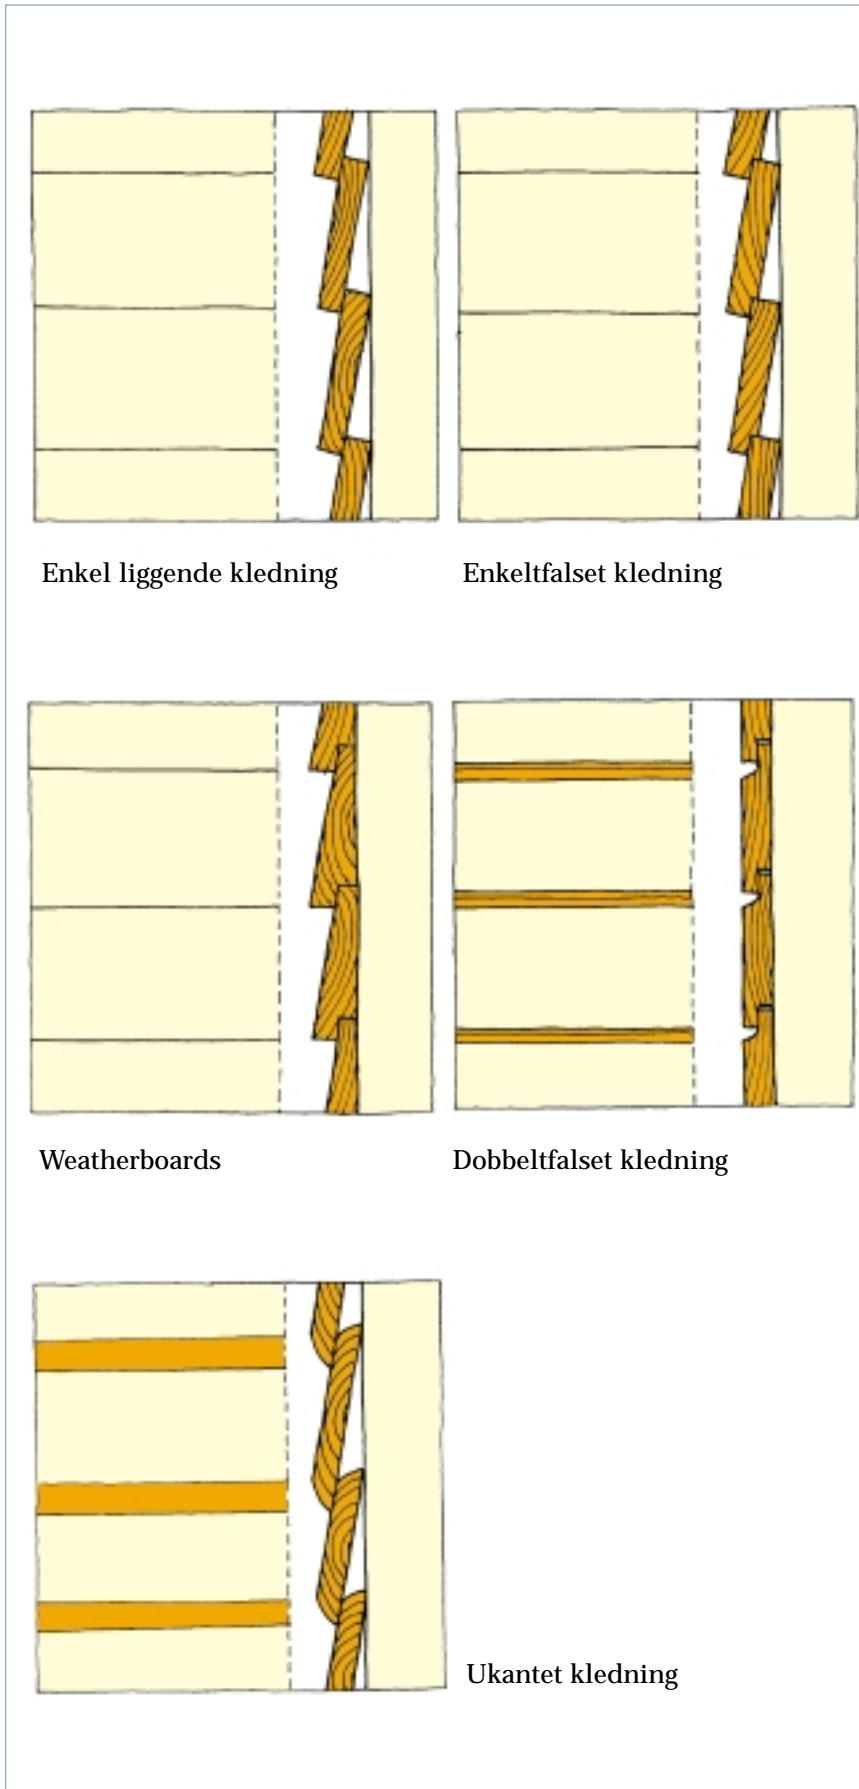 Enkel liggende kledning
Enkeltfalset kledning
Weatherboards
Dobbeltfalset kledning
Ukantet kledning